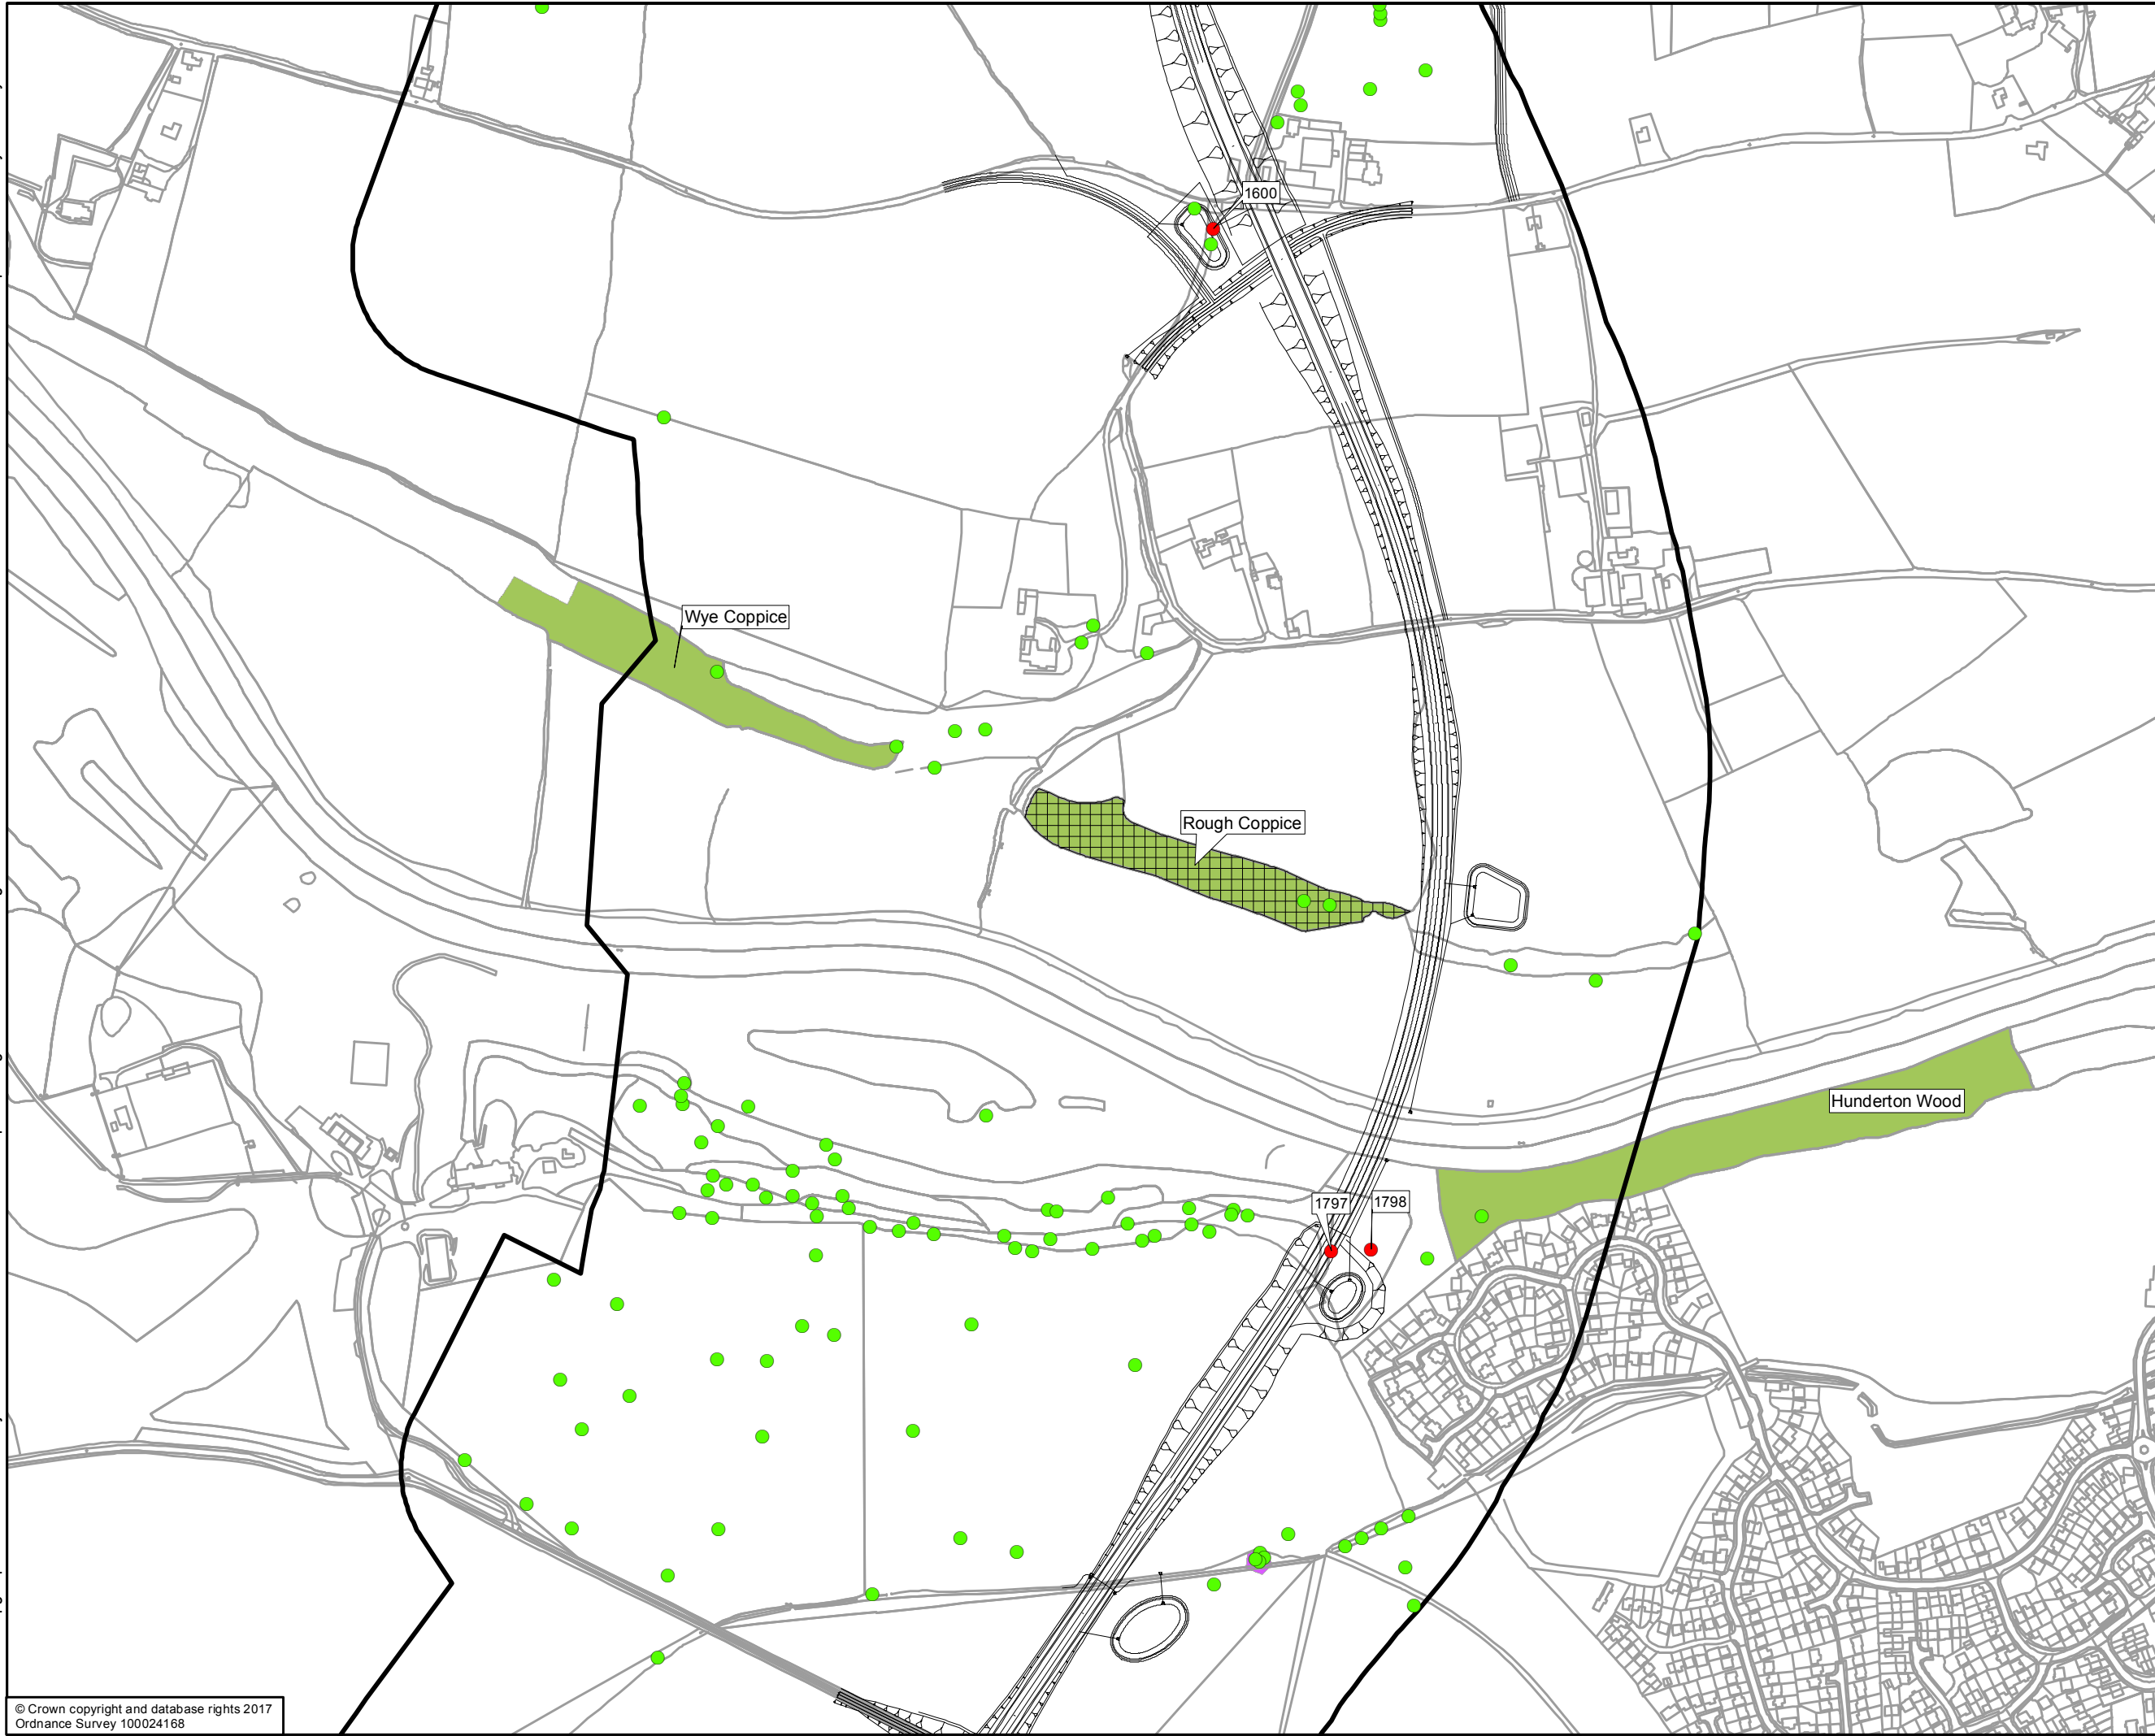 1600
Wye Coppice
Rough Coppice
Hunderton Wood
1797
1798
© Crown copyright and database rights 2017
Ordnance Survey 100024168